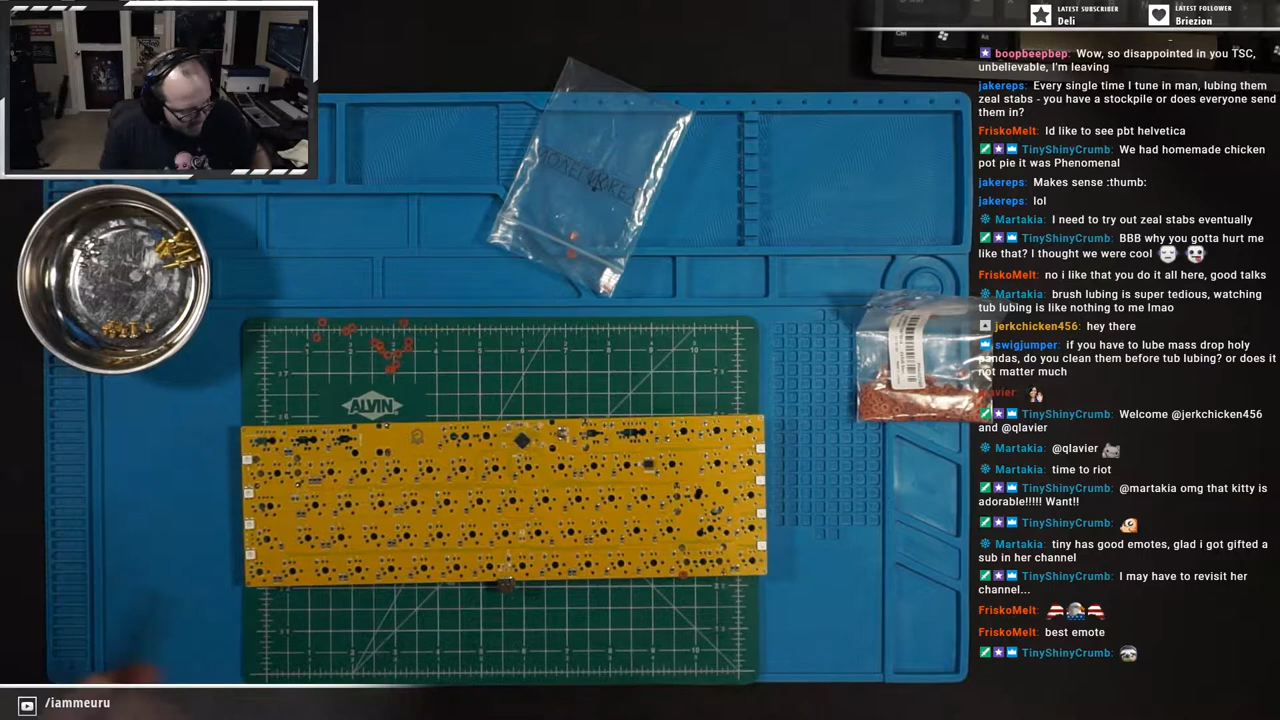 LATEST SUBSCRIBER
Deli
LATEST FOLLOWER
Briezion
Ctrl
boopbeepbep: Wow, so disappointed in you TSC,
unbelievable, I'm leaving
jakereps: Every single time I tune in man, lubing them
zeal stabs - you have a stockpile or does everyone send
them in?
FriskoMelt: Id like to see pbt helvetica
TinyShinyCrumb: We had homemade chicken
pot pie it was Phenomenal
jakereps: Makes sense :thumb:
jakereps: lol
Martakia: I need to try out zeal stabs eventually
TinyShinyCrumb: BBB why you gotta hurt me
like that? I thought we were cool
FriskoMelt: no i like that you do it all here, good talks
Martakia: brush lubing is super tedious, watching
tub lubing is like nothing to me lmao
jerkchicken456: hey there
swigjumper: if you have to lube mass drop holy
pandas, do you clean them before tub lubing? or does it
not matter much
qlavier:
TinyShinyCrumb: Welcome @jerkchicken456
and @qlavier
Martakia: @qlavier
Martakia: time to riot
TinyShinyCrumb: @martakia omg that kitty is
adorable!!!!! Want!!
TinyShinyCrumb:
Martakia: tiny has good emotes, glad i got gifted a
sub in her channel
TinyShinyCrumb: I may have to revisit her
channel...
FriskoMelt:
FriskoMelt: best emote
TinyShinyCrumb:
ALVIN
/iammeuru